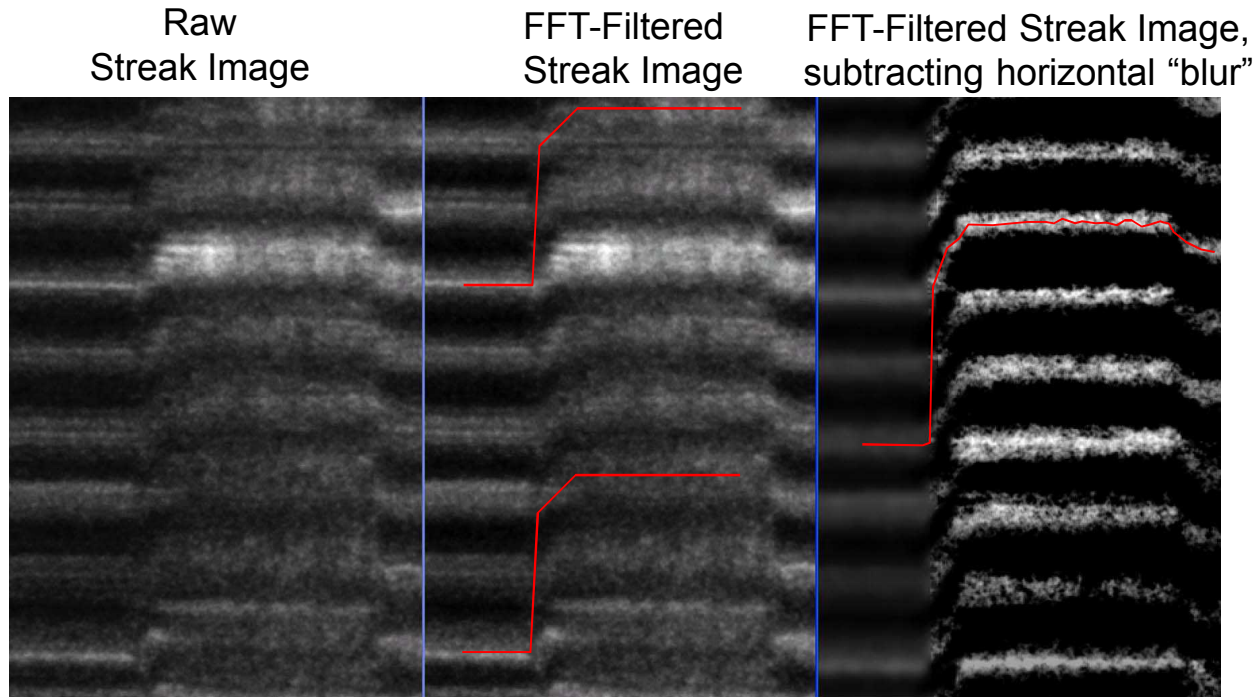 Raw
Streak Image
FFT-Filtered
Streak Image
FFT-Filtered Streak Image,
subtracting horizontal “blur”